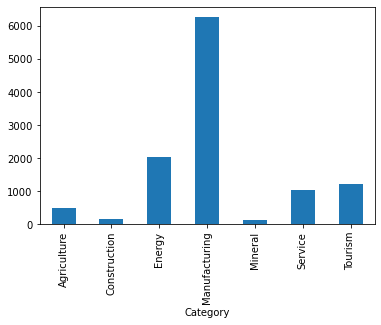 6000
5000
4000
3000
2000
1000
0
Agriculture
Construction
Energy
Manufacturing
Mineral
Service
Tourism
Category